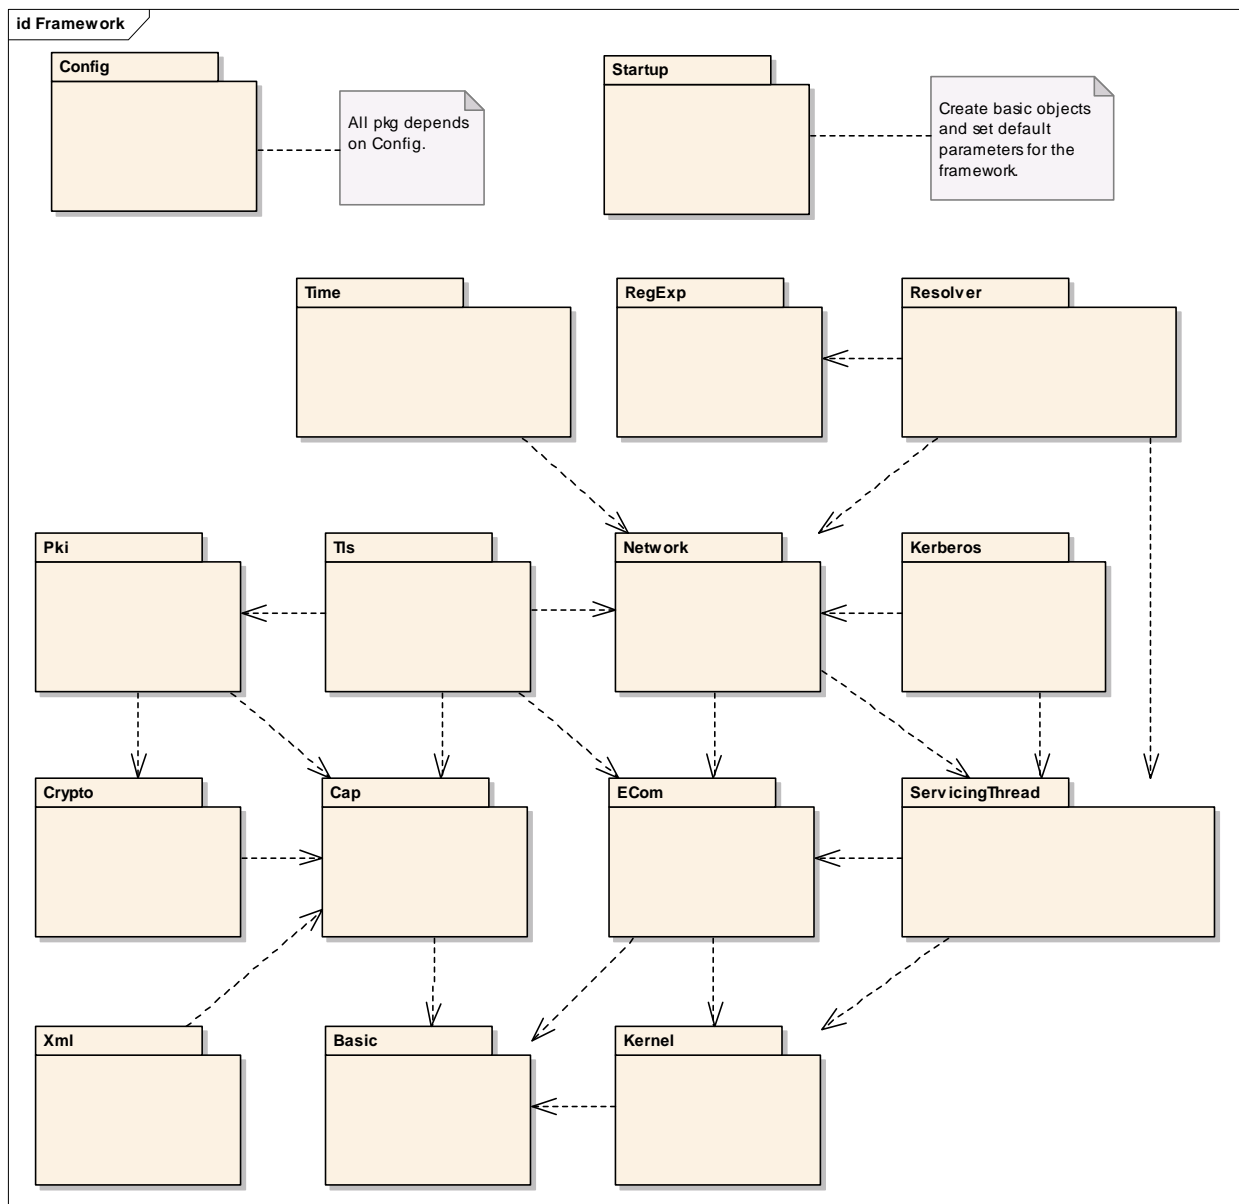 id Framework
Config
Startup
All pkg depends
on Config.
Create basic objects
and set default
parameters for the
framework.
Time
RegExp
Resolver
Pki
Tls
Network
Kerberos
Crypto
Cap
ECom
ServicingThread
Xml
Basic
Kernel